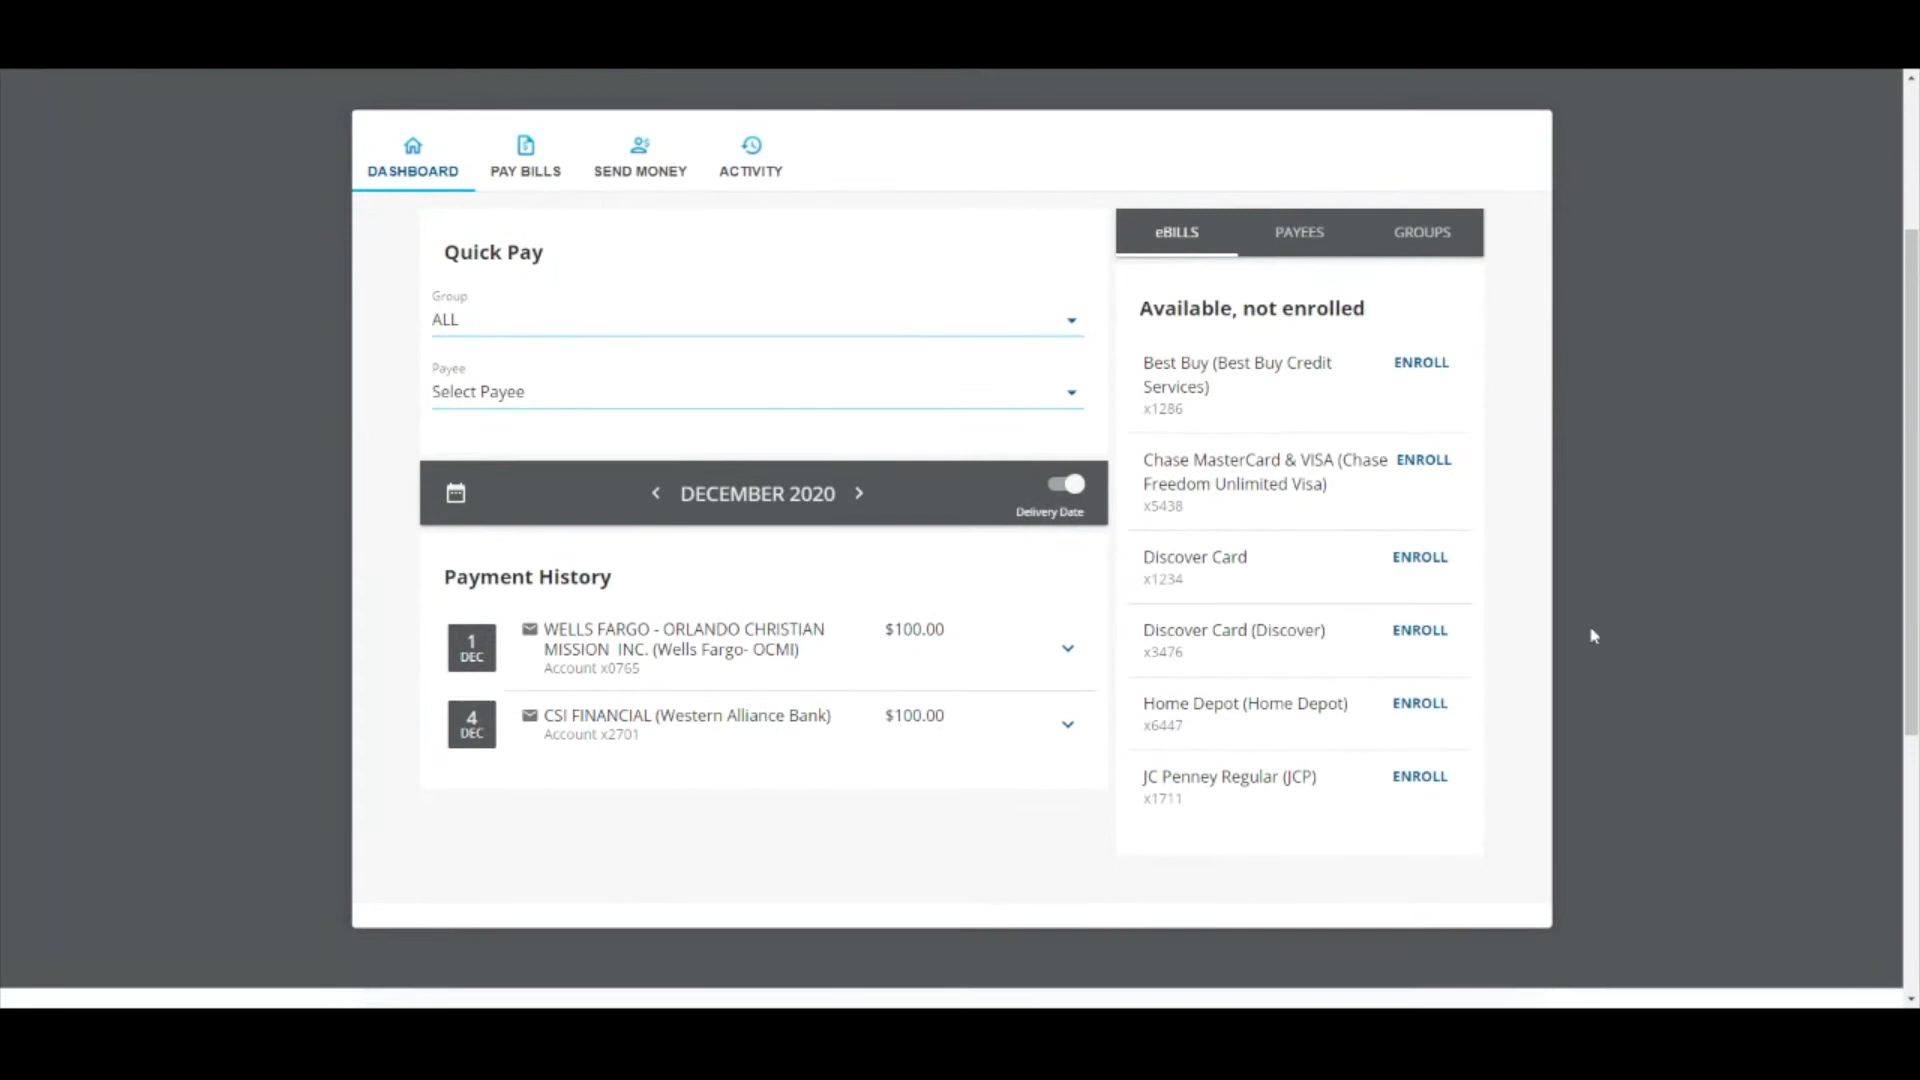 DASHBOARD
PAY BILLS
SEND MONEY
ACTIVITY
Quick Pay
Group
ALL
Payee
Select Payee
DECEMBER 2020
Delivery Date
Payment History
1
DEC
WELLS FARGO - ORLANDO CHRISTIAN
MISSION INC. (Wells Fargo- OCMI)
Account x0765
$100.00
4
DEC
CSI FINANCIAL (Western Alliance Bank)
Account x2701
$100.00
eBILLS
PAYEES
GROUPS
Available, not enrolled
Best Buy (Best Buy Credit
Services)
x1286
ENROLL
Chase MasterCard & VISA (Chase
Freedom Unlimited Visa)
x5438
ENROLL
Discover Card
x1234
ENROLL
Discover Card (Discover)
x3476
ENROLL
Home Depot (Home Depot)
x6447
ENROLL
JC Penney Regular (JCP)
x1711
ENROLL